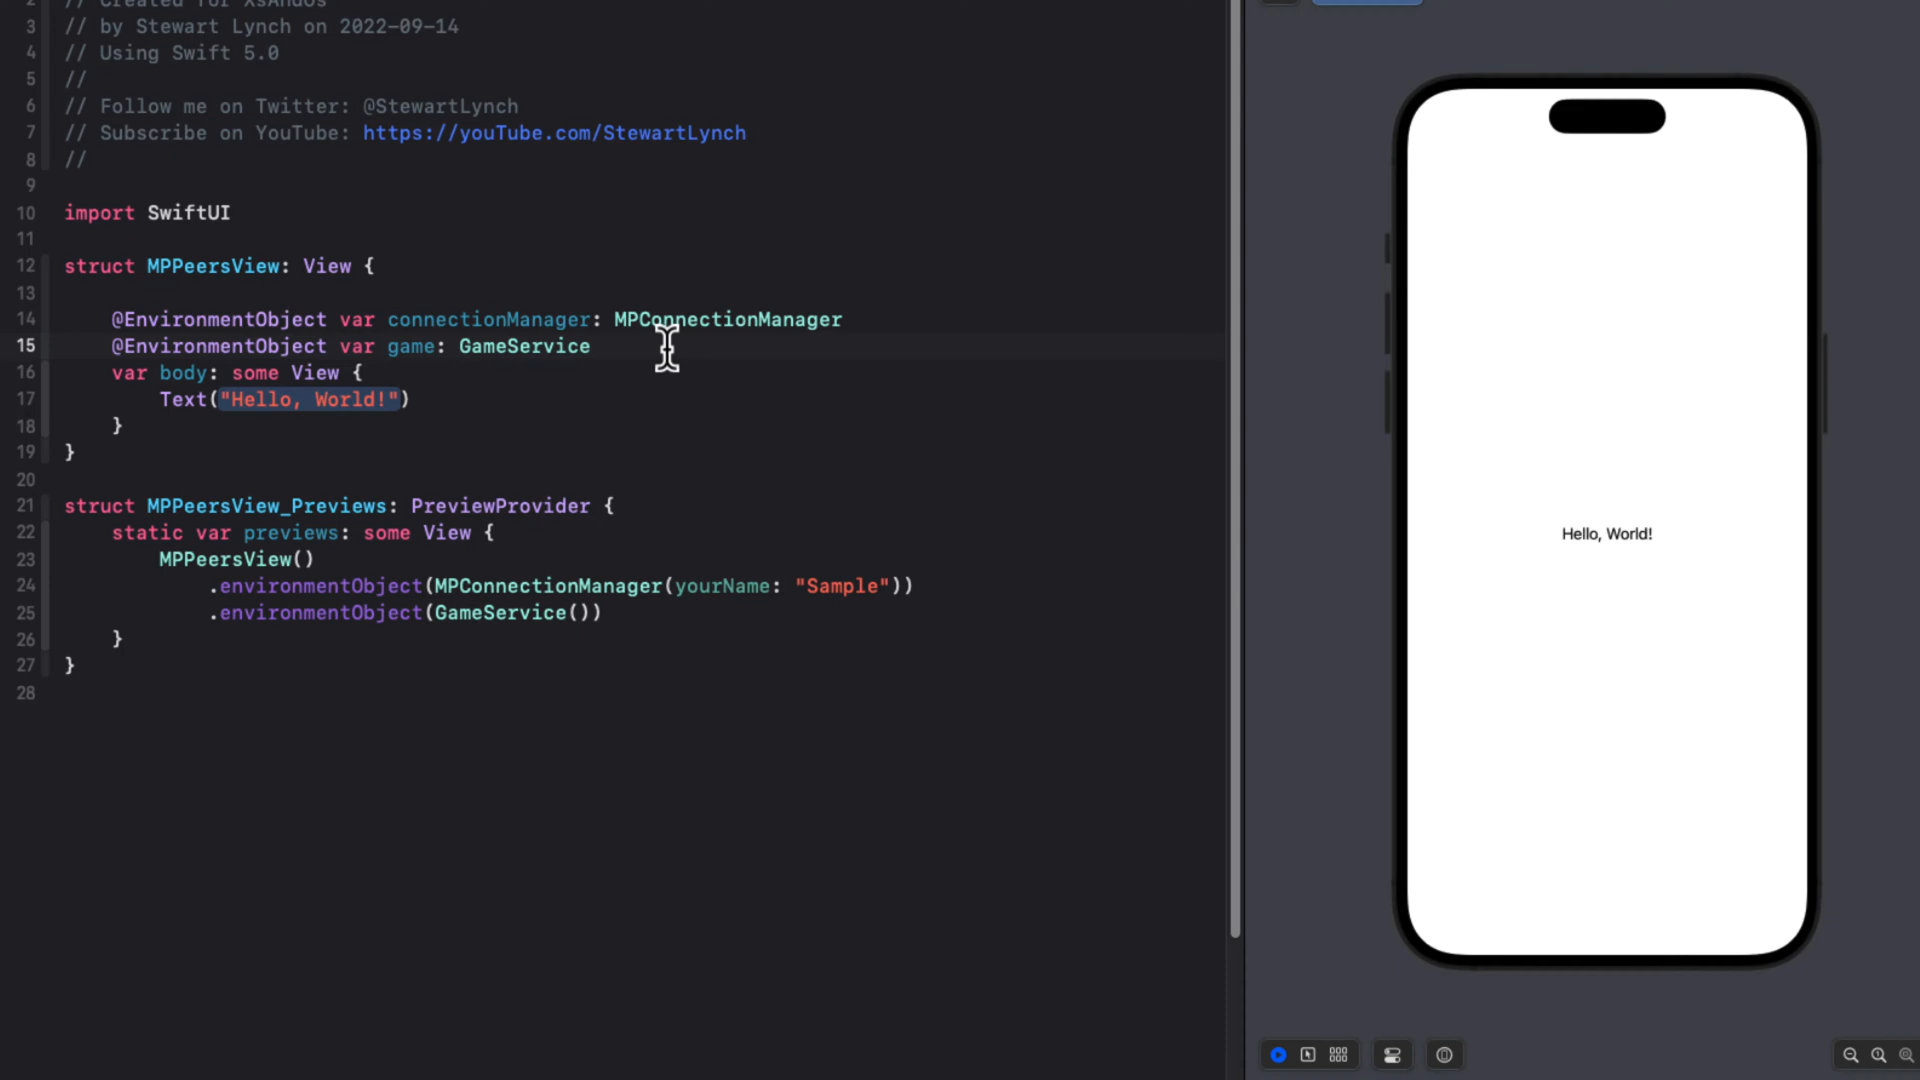 2 // Created for XsAndOs
3 // by Stewart Lynch on 2022-09-14
4 // Using Swift 5.0
5 //
6 // Follow me on Twitter: @StewartLynch
7 // Subscribe on YouTube: https://youTube.com/StewartLynch
8 //
9
10 import SwiftUI
11
12 struct MPPeersView: View {
13
14 @EnvironmentObject var connectionManager: MPConnectionManager
15 @EnvironmentObject var game: GameService
16 var body: some View {
17 Text("Hello, World!")
18 }
19 }
20
21 struct MPPeersView_Previews: PreviewProvider {
22 static var previews: some View {
23 MPPeersView()
24 .environmentObject(MPConnectionManager(yourName: "Sample"))
25 .environmentObject(GameService())
26 }
27 }
28
Hello, World!